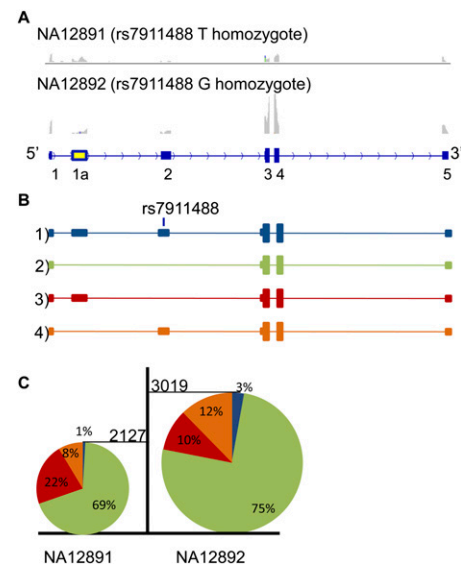 A
NA12891 (rs7911488 T homozygote)
NA12892 (rs7911488 G homozygote)
5' 3'
1 1a 2 3 4 5
B
rs7911488
1)
2)
3)
4)
C
3019 3%
12%
1% 2127
8% 10%
22%
69% 75%
NA12891 NA12892